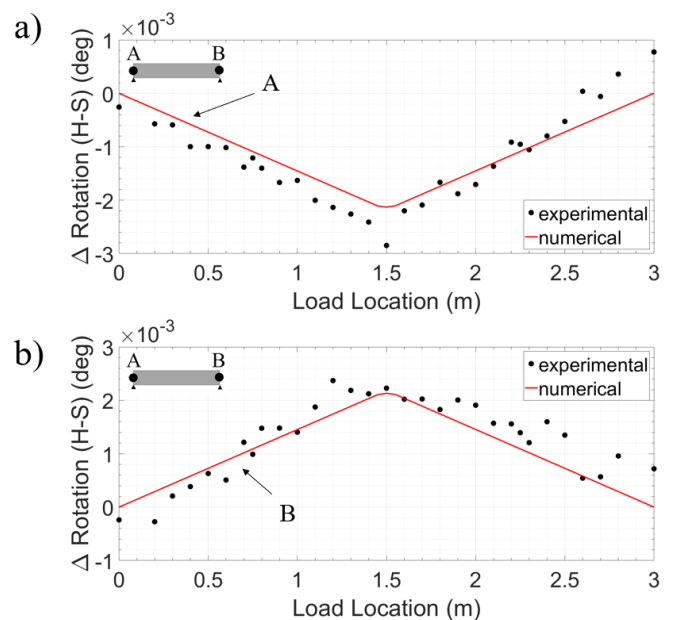 a)
×10⁻³
1
0
-1
-2
-3
Δ Rotation (H-S) (deg)
A B
A
experimental
numerical
0 0.5 1 1.5 2 2.5 3
Load Location (m)
b)
×10⁻³
3
2
1
0
-1
Δ Rotation (H-S) (deg)
A B
B
experimental
numerical
0 0.5 1 1.5 2 2.5 3
Load Location (m)